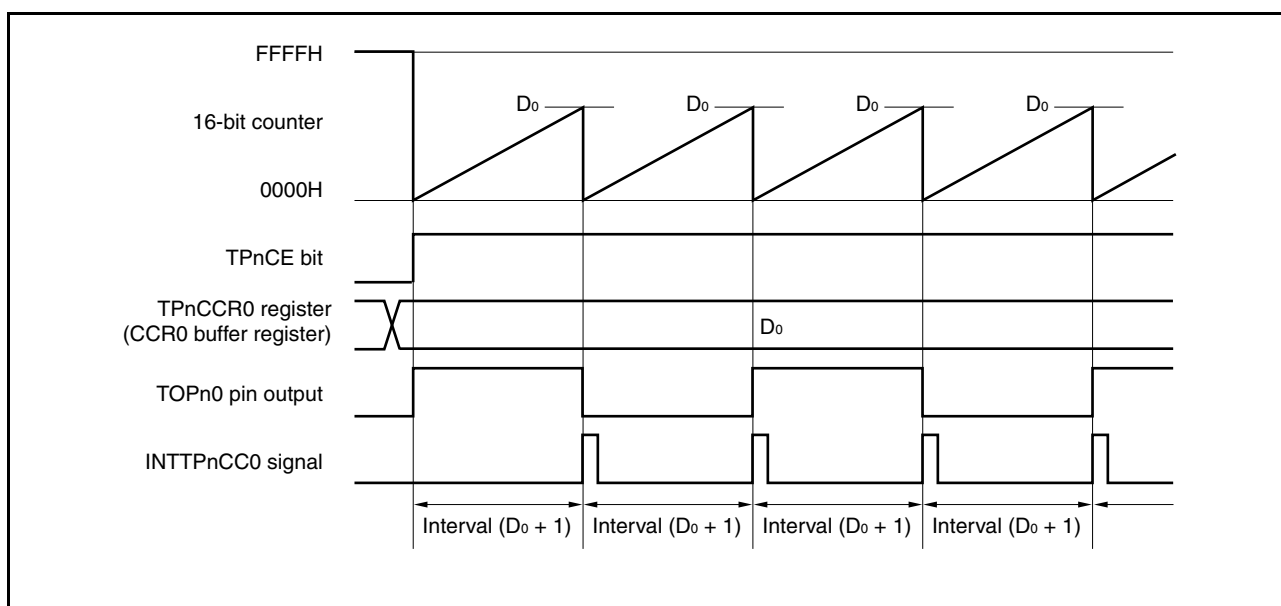 FFFFH
D0 D0 D0 D0
16-bit counter
0000H
TPnCE bit
TPnCCR0 register
(CCR0 buffer register)
D0
TOPn0 pin output
INTTPnCC0 signal
Interval (D0 + 1) Interval (D0 + 1) Interval (D0 + 1) Interval (D0 + 1)